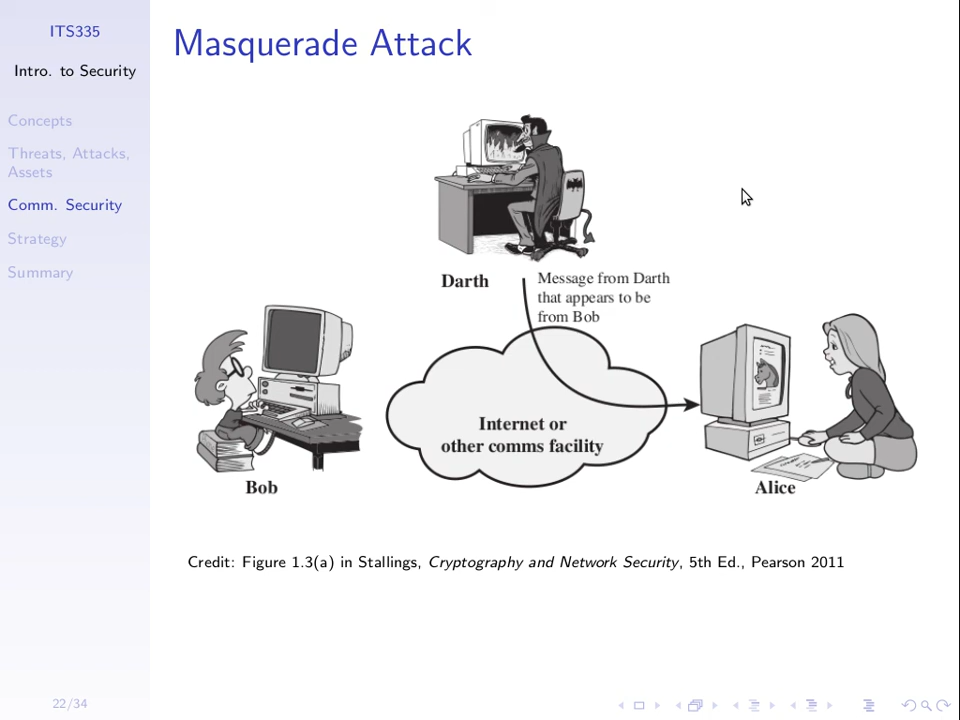 ITS335
Intro. to Security
Concepts
Threats, Attacks,
Assets
Comm. Security
Strategy
Summary
22/34
Masquerade Attack
Darth
Message from Darth
that appears to be
from Bob
Internet or
other comms facility
Bob
Alice
Credit: Figure 1.3(a) in Stallings, Cryptography and Network Security, 5th Ed., Pearson 2011